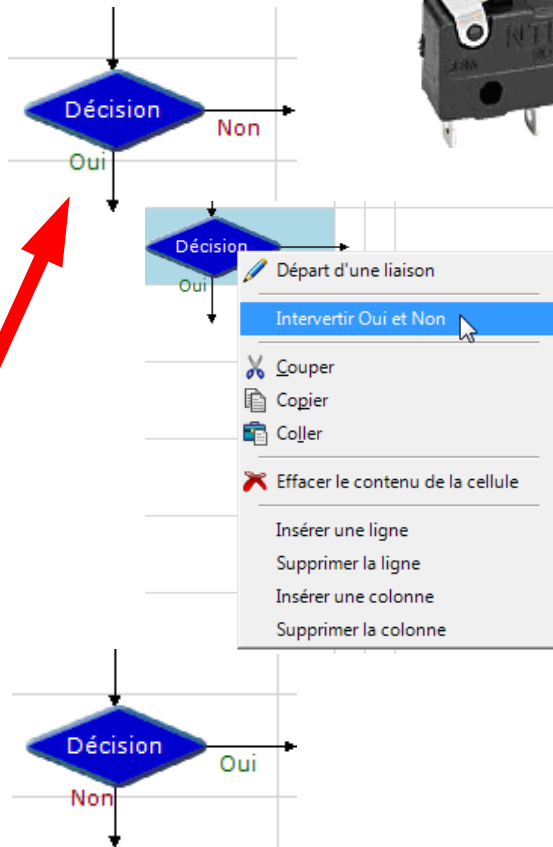 Décision
Non
Oui
Décision
Oui
Départ d'une liaison
Intervertir Oui et Non
Couper
Copier
Coller
Effacer le contenu de la cellule
Insérer une ligne
Supprimer la ligne
Insérer une colonne
Supprimer la colonne
Décision
Oui
Non